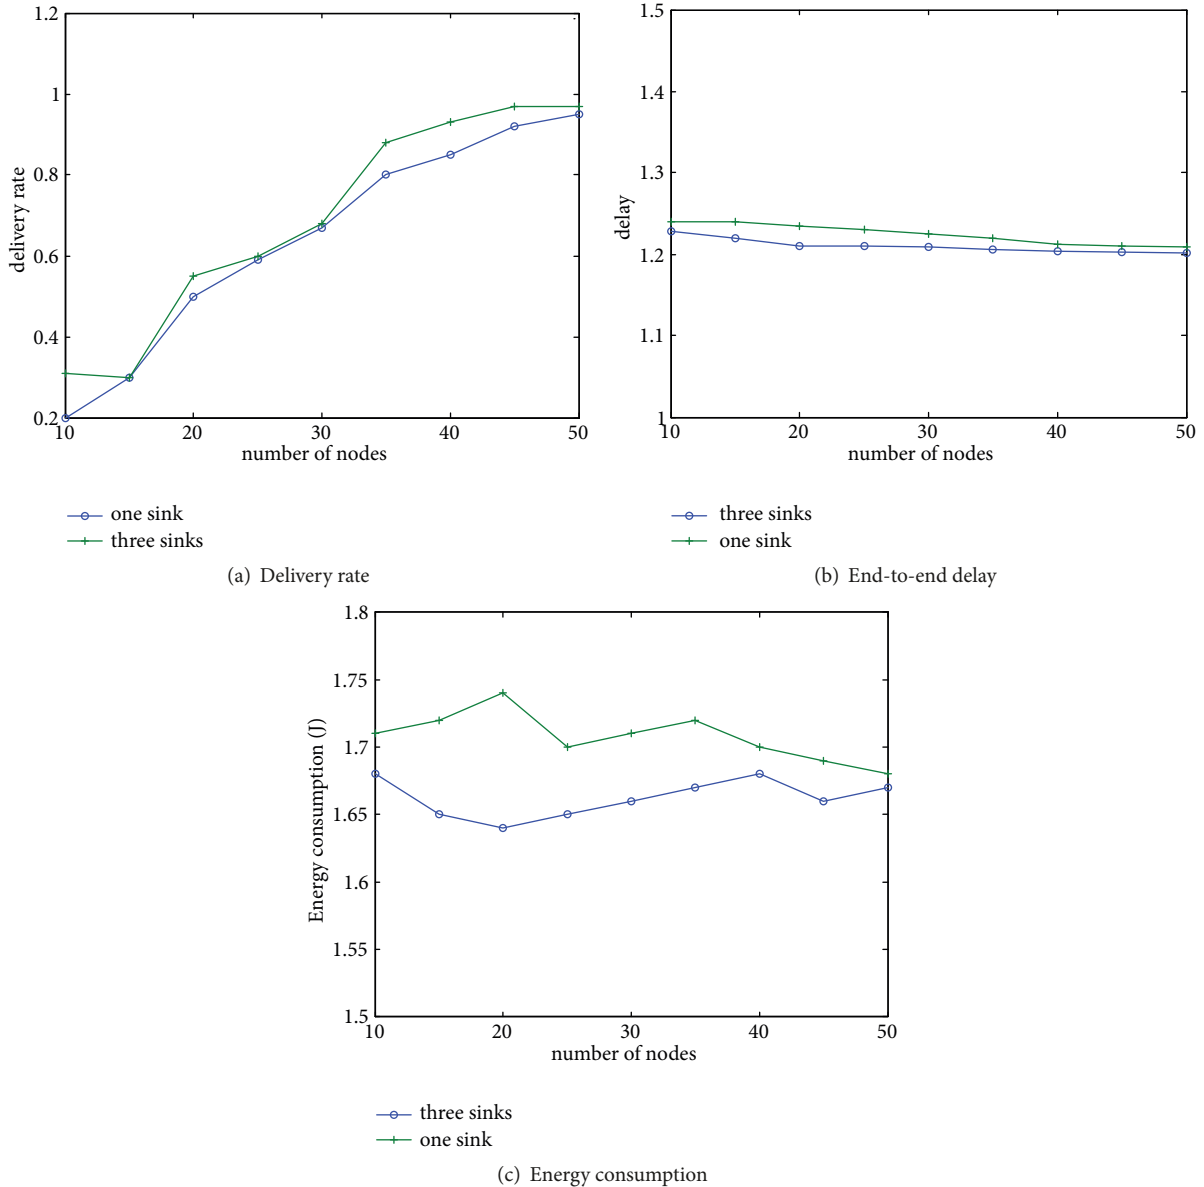 1.2
1
0.8
0.6
0.4
0.2
delivery rate
10 20 30 40 50
number of nodes
one sink
three sinks
(a) Delivery rate
1.5
1.4
1.3
1.2
1.1
1
delay
10 20 30 40 50
number of nodes
three sinks
one sink
(b) End-to-end delay
1.8
1.75
1.7
1.65
1.6
1.55
1.5
Energy consumption (J)
10 20 30 40 50
number of nodes
three sinks
one sink
(c) Energy consumption